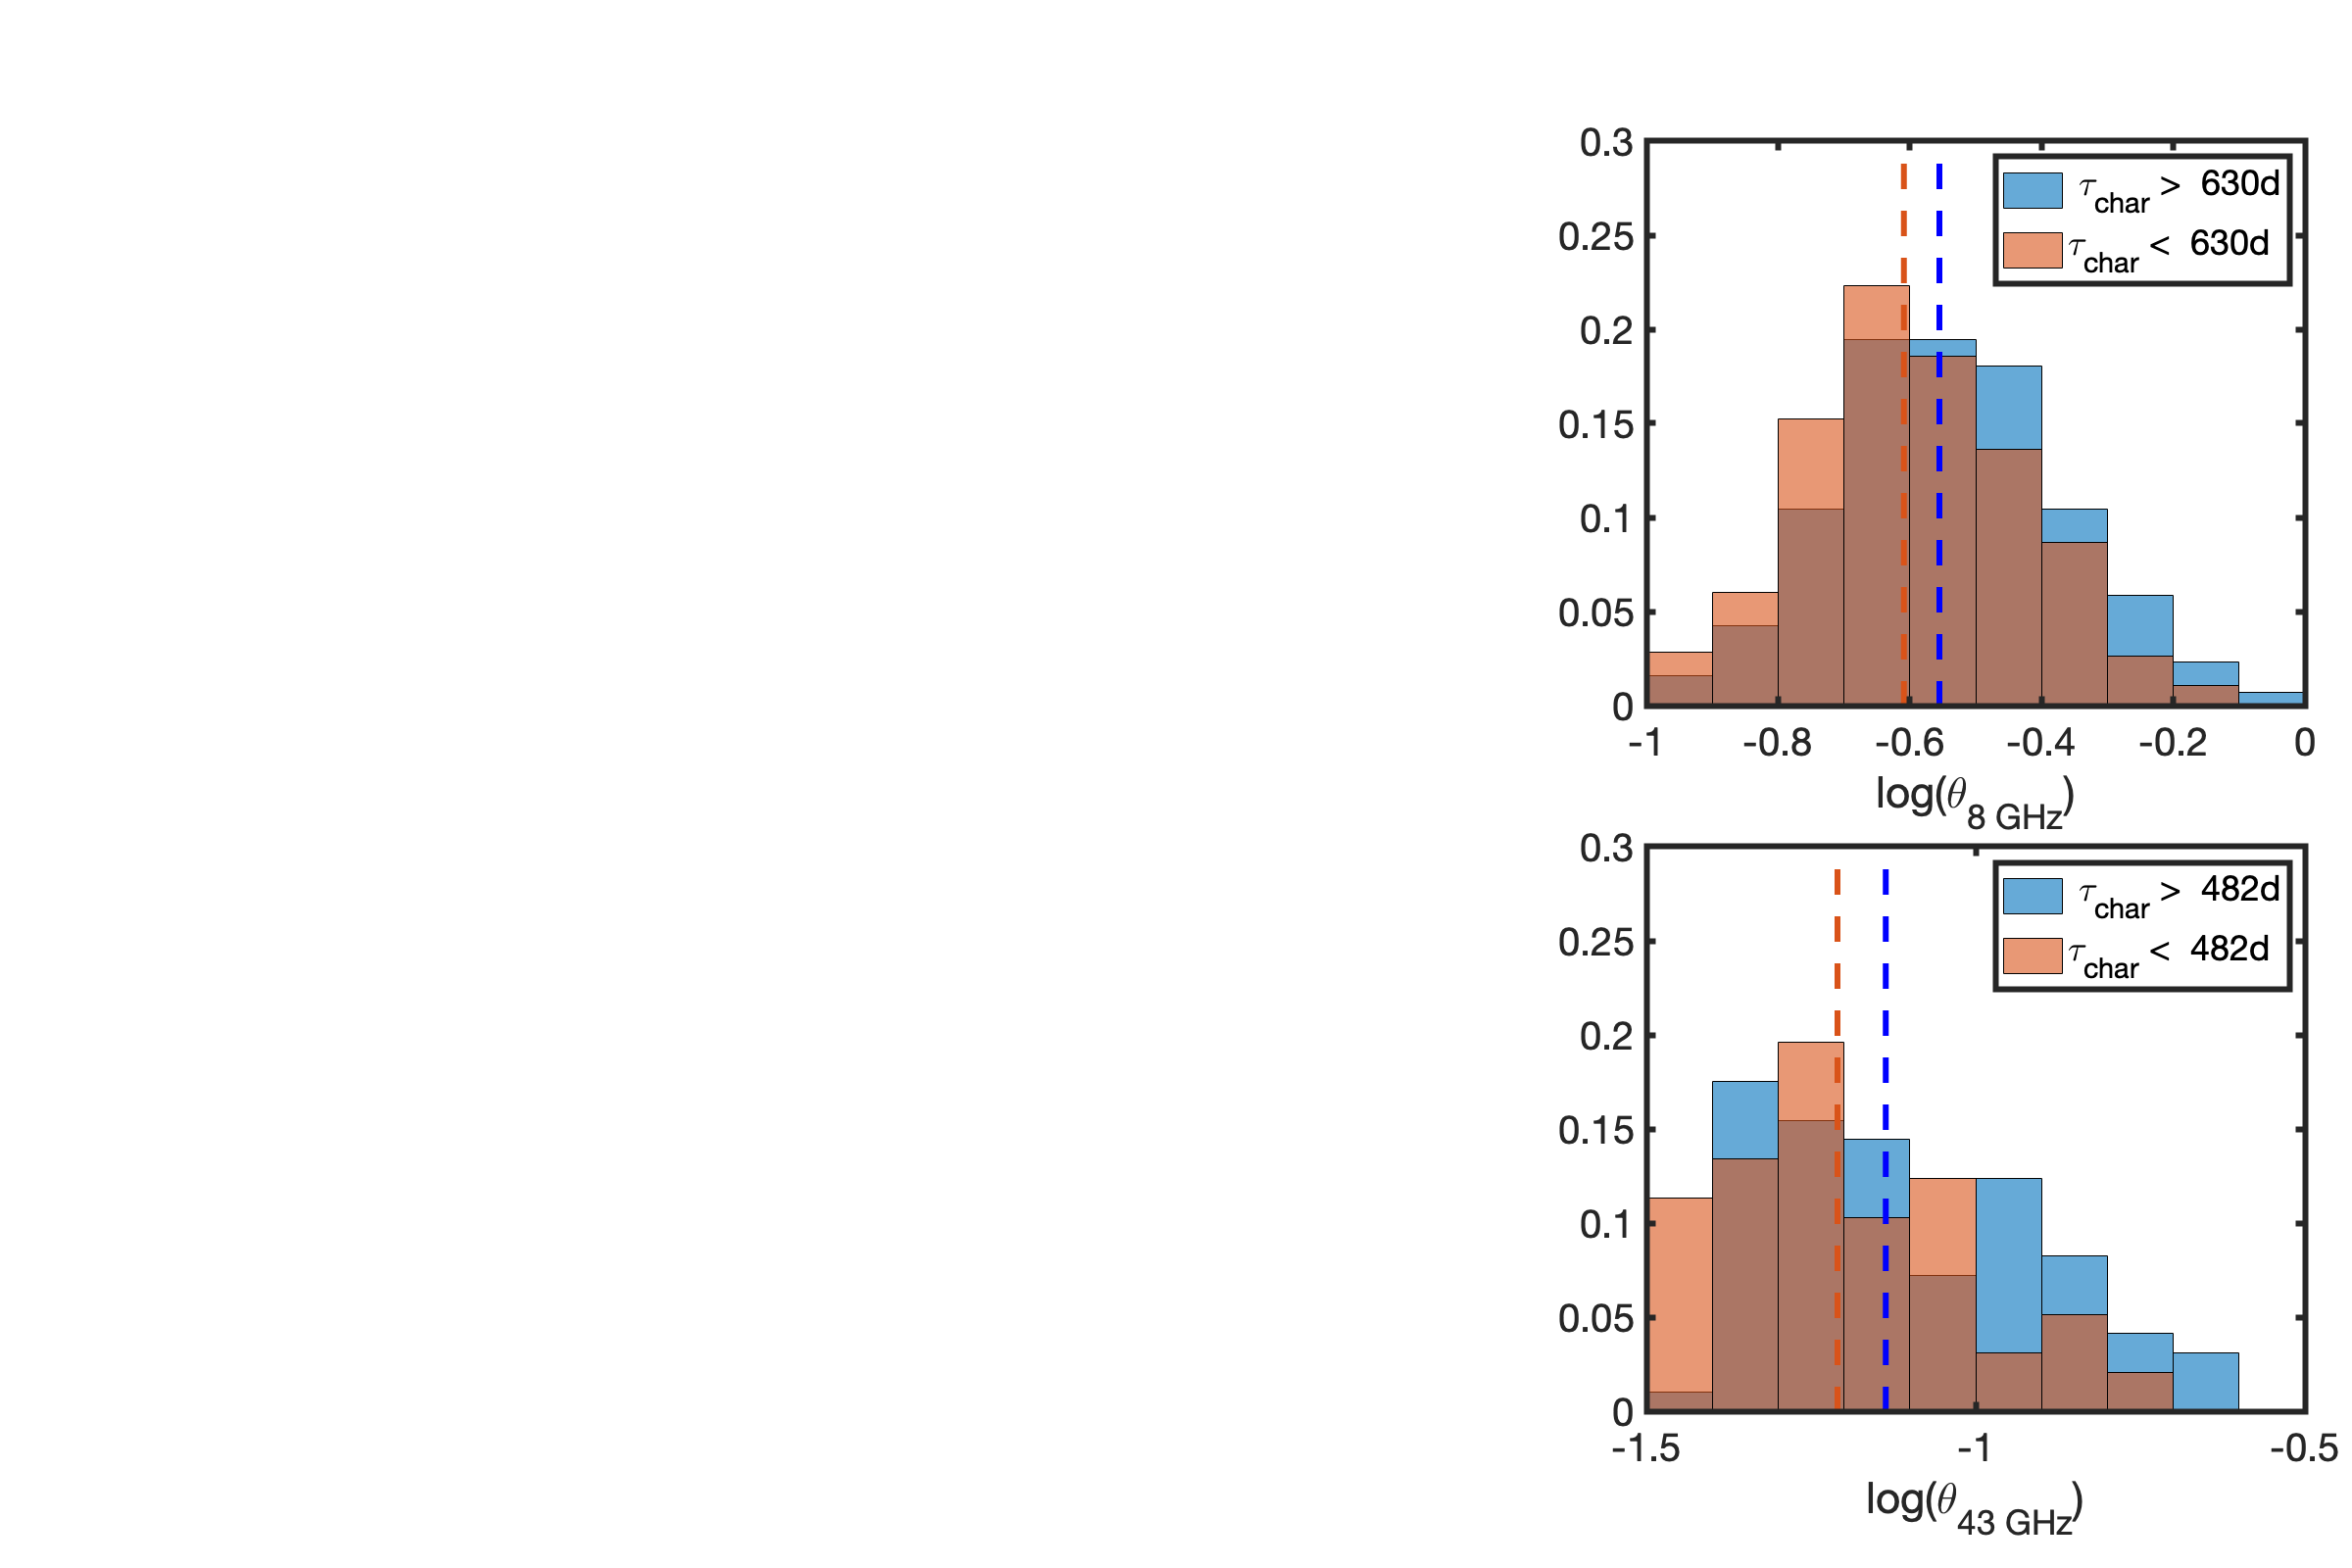 0.3
0.25
0.2
0.15
0.1
0.05
0
τchar > 630d
τchar < 630d
-1 -0.8 -0.6 -0.4 -0.2 0
log(θ8 GHz)
0.3
0.25
0.2
0.15
0.1
0.05
0
τchar > 482d
τchar < 482d
-1.5 -1 -0.5
log(θ43 GHz)